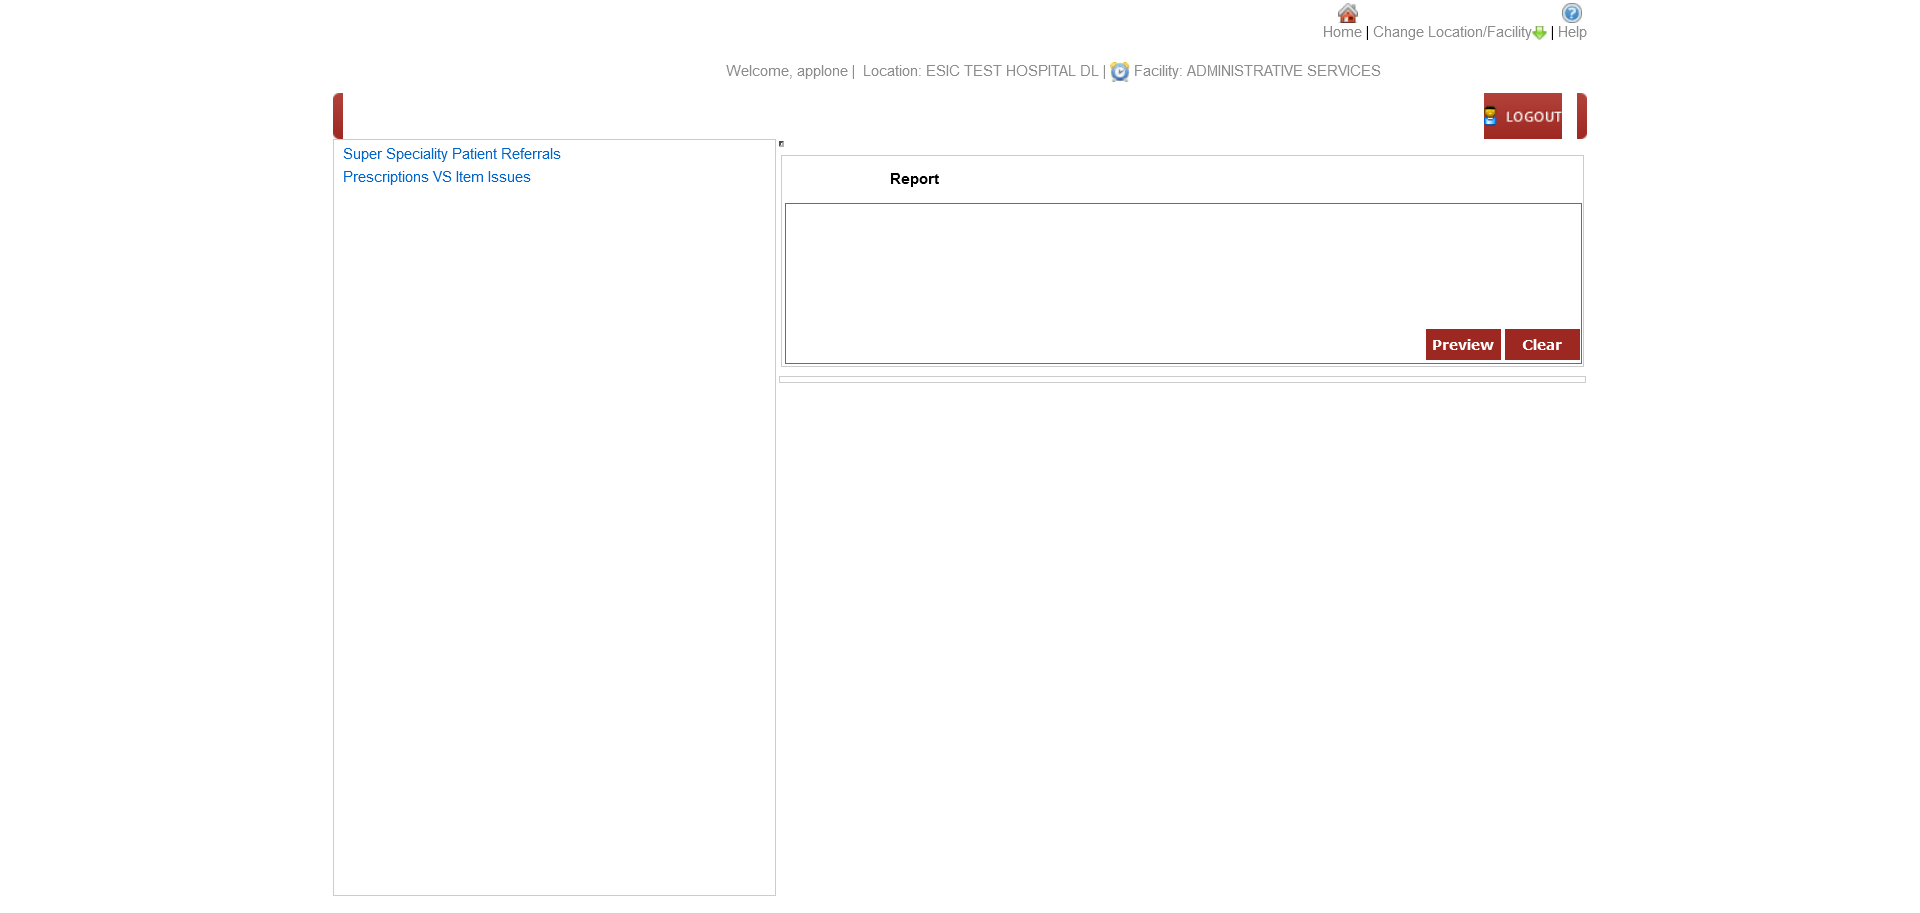 Home | Change Location/Facility | Help
Welcome, applone | Location: ESIC TEST HOSPITAL DL | Facility: ADMINISTRATIVE SERVICES
LOGOUT
Super Speciality Patient Referrals
Prescriptions VS Item Issues
Report
Preview Clear